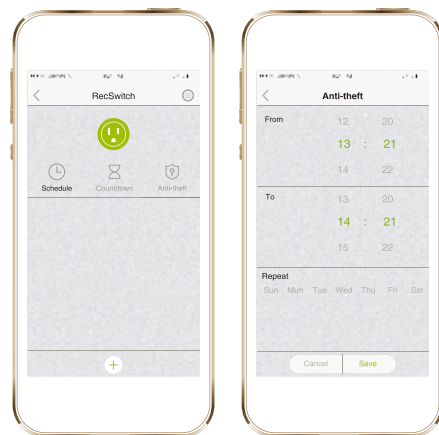 RecSwitch
Schedule Countdown Anti-theft
+
Anti-theft
From
12 20
13 : 21
14 22
To
13 20
14 : 21
15 22
Repeat
Sun Mun Tue Wed Thu Fri Sat
Cancel Save